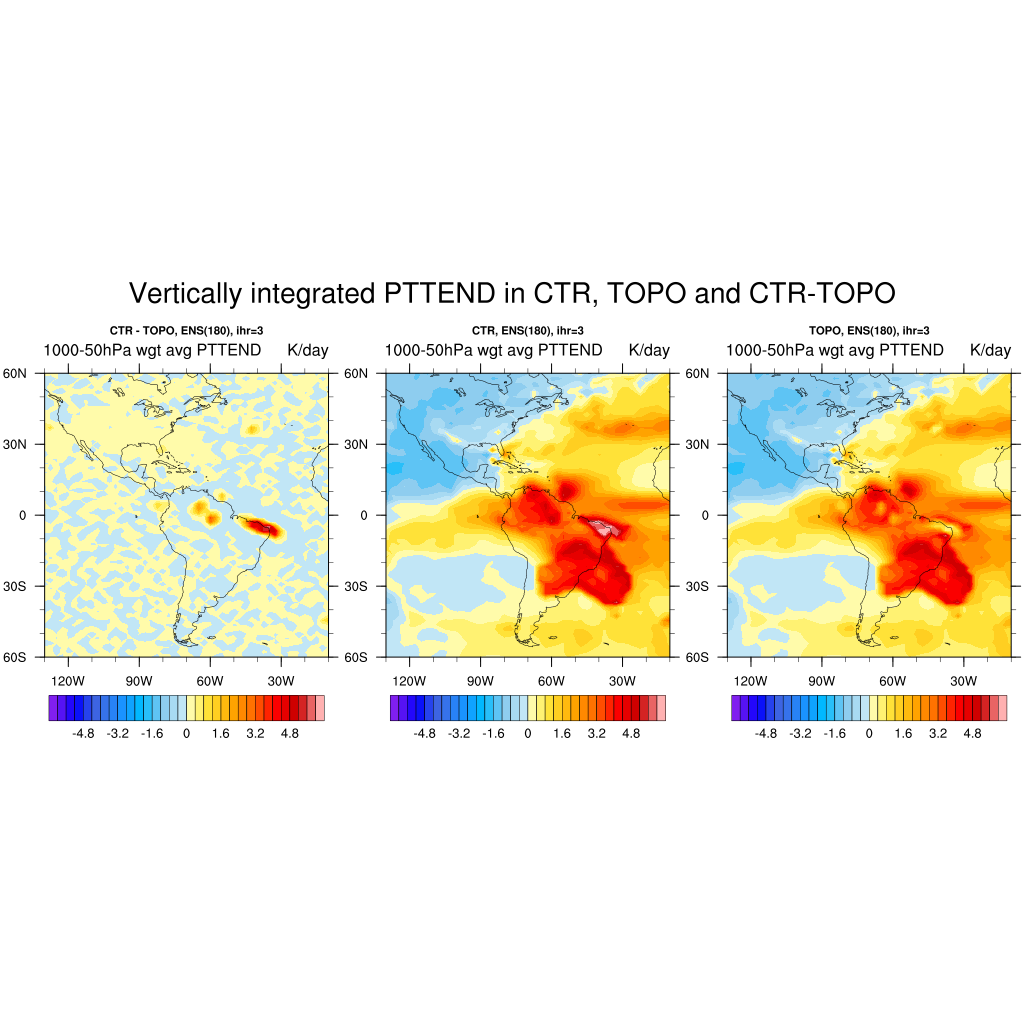 Vertically integrated PTTEND in CTR, TOPO and CTR-TOPO
CTR - TOPO, ENS(180), ihr=3
1000-50hPa wgt avg PTTEND K/day
60N
30N
0
30S
60S
120W 90W 60W 30W
-4.8 -3.2 -1.6 0 1.6 3.2 4.8
CTR, ENS(180), ihr=3
1000-50hPa wgt avg PTTEND K/day
60N
30N
0
30S
60S
120W 90W 60W 30W
-4.8 -3.2 -1.6 0 1.6 3.2 4.8
TOPO, ENS(180), ihr=3
1000-50hPa wgt avg PTTEND K/day
60N
30N
0
30S
60S
120W 90W 60W 30W
-4.8 -3.2 -1.6 0 1.6 3.2 4.8